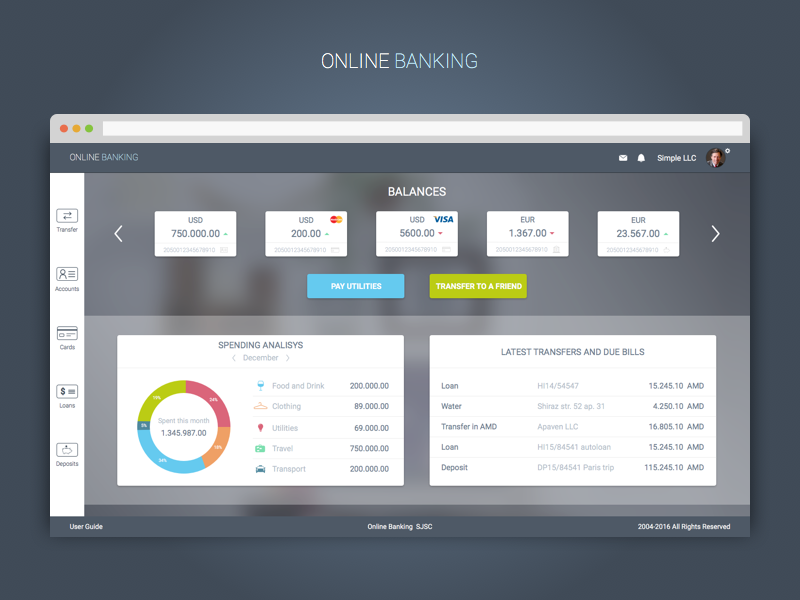 ONLINE BANKING
ONLINE BANKING
Simple LLC
BALANCES
USD
750.000.00
2050012345678910
USD
200.00
2050012345678910
USD VISA
5600.00
2050012345678910
EUR
1.367.00
2050012345678910
EUR
23.567.00
2050012345678910
PAY UTILITIES
TRANSFER TO A FRIEND
Transfer
Accounts
Cards
Loans
Deposits
SPENDING ANALISYS
December
Spent this month
1.345.987.00
24%
34%
5%
Food and Drink 200.000.00
Clothing 89.000.00
Utilities 69.000.00
Travel 750.000.00
Transport 200.000.00
LATEST TRANSFERS AND DUE BILLS
Loan HI14/54547 15.245.10 AMD
Water Shiraz str. 52 ap. 31 4.250.10 AMD
Transfer in AMD Apaven LLC 16.805.10 AMD
Loan HI15/84541 autoloan 15.245.10 AMD
Deposit DP15/84541 Paris trip 115.245.10 AMD
User Guide
Online Banking SJSC
2004-2016 All Rights Reserved